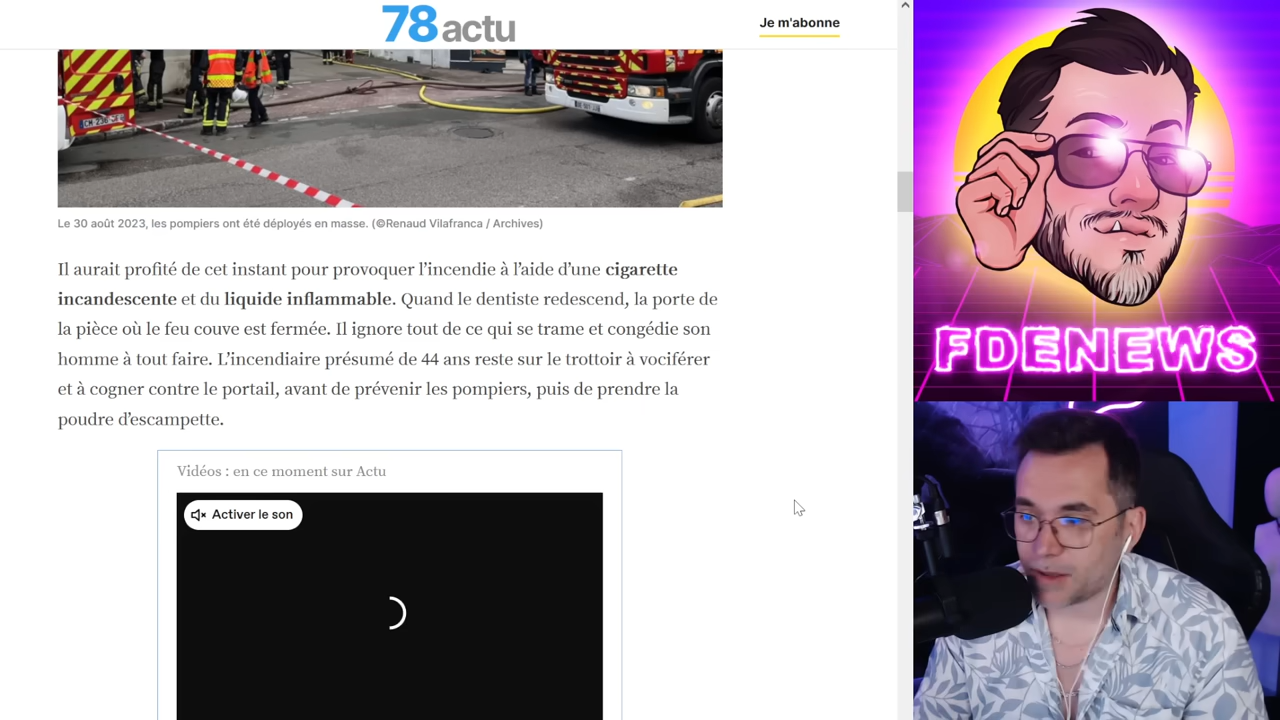 78 actu
Je m'abonne
Le 30 août 2023, les pompiers ont été déployés en masse. (©Renaud Vilafranca / Archives)
Il aurait profité de cet instant pour provoquer l’incendie à l’aide d’une cigarette
incandescente et du liquide inflammable. Quand le dentiste redescend, la porte de
la pièce où le feu couve est fermée. Il ignore tout de ce qui se trame et congédie son
homme à tout faire. L’incendiaire présumé de 44 ans reste sur le trottoir à vociférer
et à cogner contre le portail, avant de prévenir les pompiers, puis de prendre la
poudre d’escampette.
Vidéos : en ce moment sur Actu
Activer le son
FDENEWS